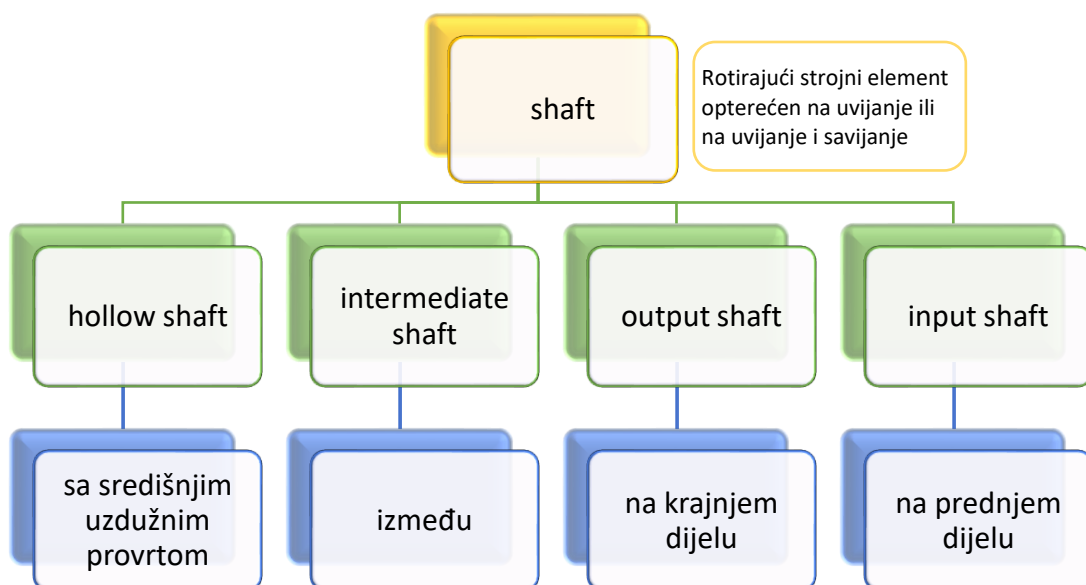 shaft
Rotirajući strojni element
opterećen na uvijanje ili
na uvijanje i savijanje
hollow shaft
intermediate
shaft
output shaft
input shaft
sa središnjim
uzdužnim
provrtom
između
na krajnjem
dijelu
na prednjem
dijelu